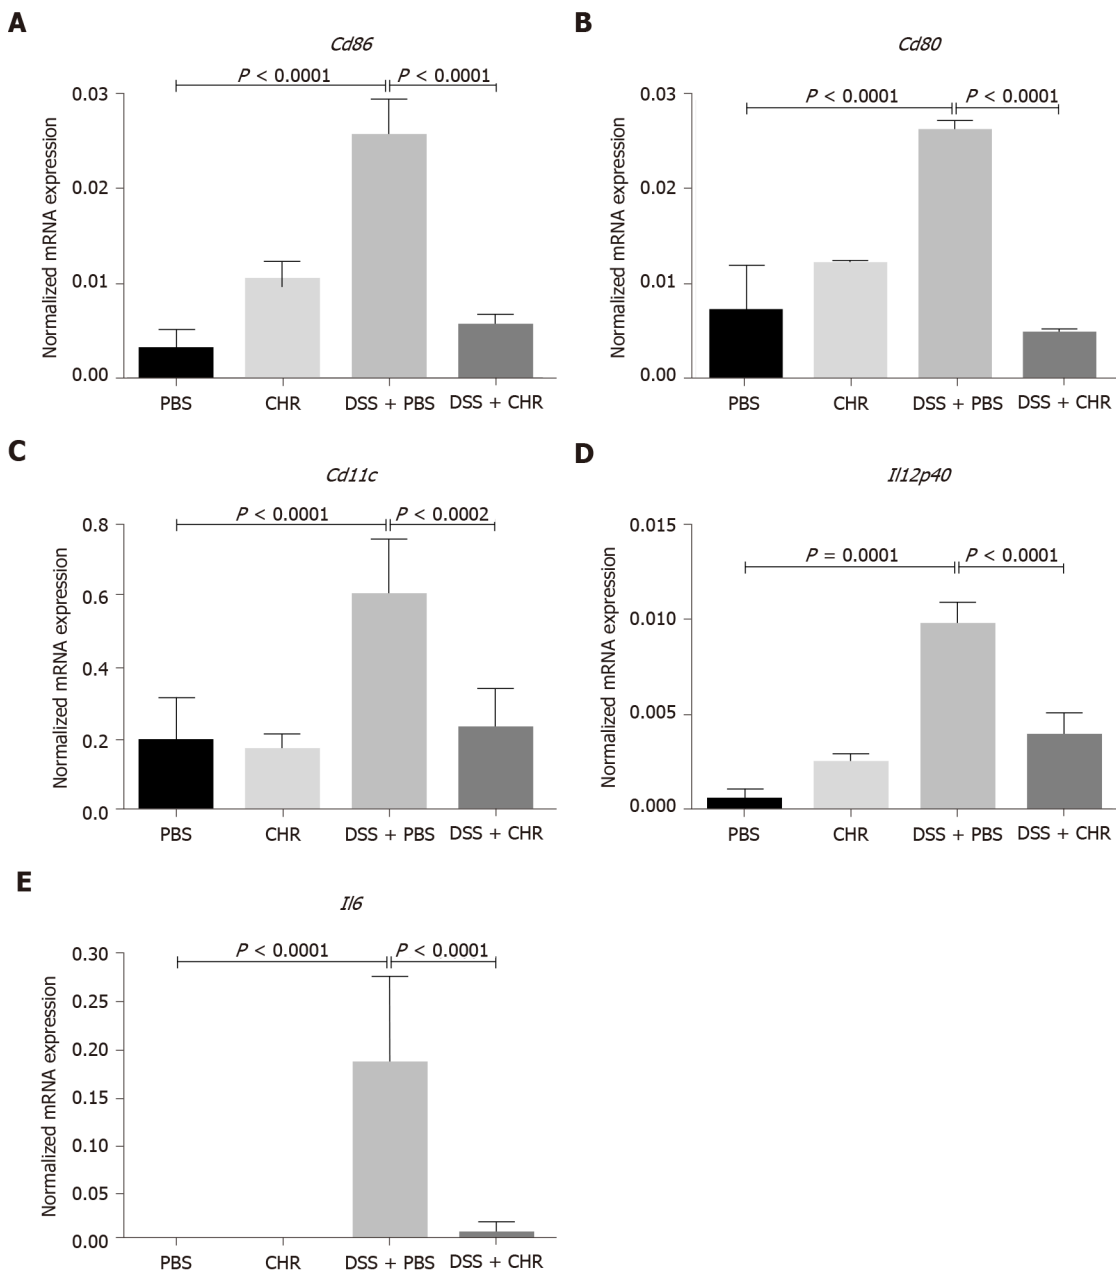 A
Cd86
P < 0.0001 P < 0.0001
Normalized mRNA expression
0.03
0.02
0.01
0.00
PBS CHR DSS + PBS DSS + CHR
B
Cd80
P < 0.0001 P < 0.0001
Normalized mRNA expression
0.03
0.02
0.01
0.00
PBS CHR DSS + PBS DSS + CHR
C
Cd11c
P < 0.0001 P < 0.0002
Normalized mRNA expression
0.8
0.6
0.4
0.2
0.0
PBS CHR DSS + PBS DSS + CHR
D
Il12p40
P = 0.0001 P < 0.0001
Normalized mRNA expression
0.015
0.010
0.005
0.000
PBS CHR DSS + PBS DSS + CHR
E
Il6
P < 0.0001 P < 0.0001
Normalized mRNA expression
0.30
0.25
0.20
0.15
0.10
0.05
0.00
PBS CHR DSS + PBS DSS + CHR